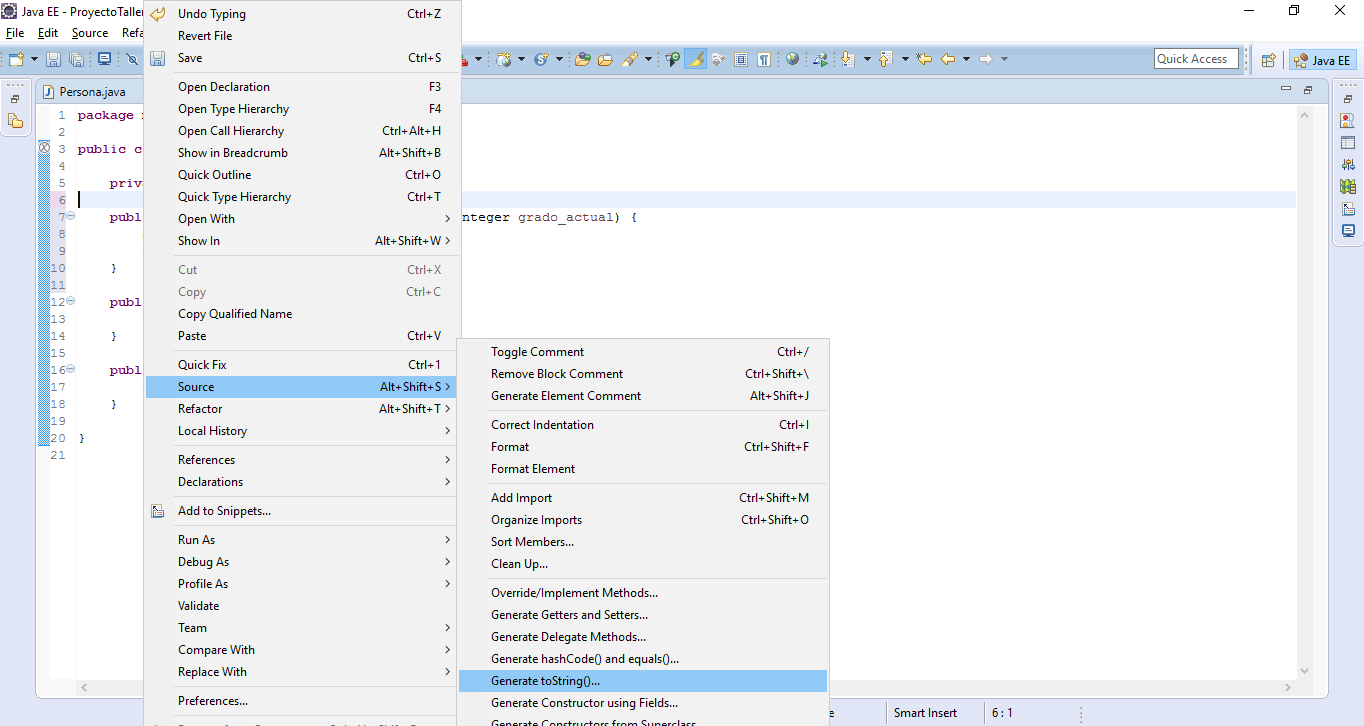 Java EE - ProyectoTaller
File Edit Source Refa
Quick Access
Java EE
Persona.java
1 package
2
3 public c
4
5 priv
6
7 publ nteger grado_actual) {
8
9
10 }
11
12 publ
13
14 }
15
16 publ
17
18 }
19
20 }
21
Undo Typing Ctrl+Z
Revert File
Save Ctrl+S
Open Declaration F3
Open Type Hierarchy F4
Open Call Hierarchy Ctrl+Alt+H
Show in Breadcrumb Alt+Shift+B
Quick Outline Ctrl+O
Quick Type Hierarchy Ctrl+T
Open With
Show In Alt+Shift+W
Cut Ctrl+X
Copy Ctrl+C
Copy Qualified Name
Paste Ctrl+V
Quick Fix Ctrl+1
Source Alt+Shift+S
Refactor Alt+Shift+T
Local History
References
Declarations
Add to Snippets...
Run As
Debug As
Profile As
Validate
Team
Compare With
Replace With
Preferences...
Toggle Comment Ctrl+/
Remove Block Comment Ctrl+Shift+\
Generate Element Comment Alt+Shift+J
Correct Indentation Ctrl+I
Format Ctrl+Shift+F
Format Element
Add Import Ctrl+Shift+M
Organize Imports Ctrl+Shift+O
Sort Members...
Clean Up...
Override/Implement Methods...
Generate Getters and Setters...
Generate Delegate Methods...
Generate hashCode() and equals()...
Generate toString()...
Generate Constructor using Fields...
Generate Constructors from Superclass
Smart Insert
6 : 1